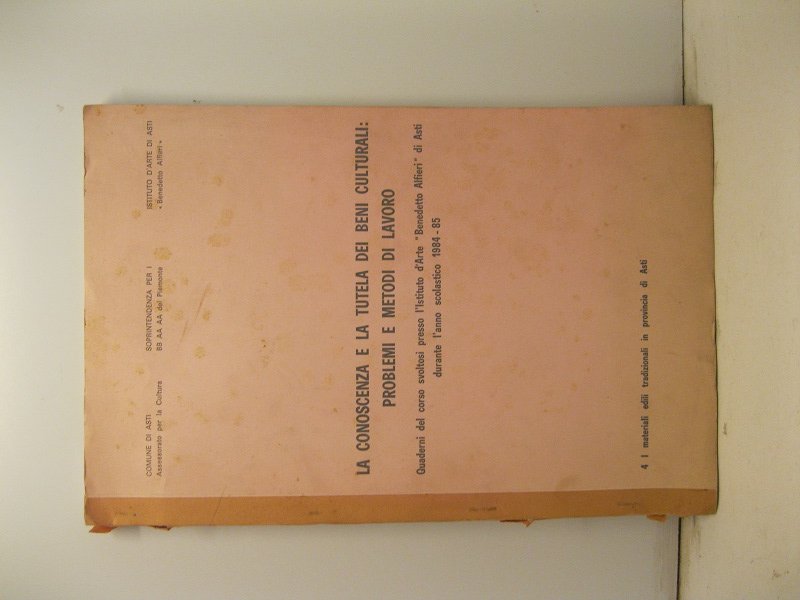 COMUNE DI ASTI
Assessorato per la Cultura
SOPRINTENDENZA PER I
BB AA AA del Piemonte
ISTITUTO D'ARTE DI ASTI
« Benedetto Alfieri »
LA CONOSCENZA E LA TUTELA DEI BENI CULTURALI:
PROBLEMI E METODI DI LAVORO
Quaderni del corso svoltosi presso l'Istituto d'Arte "Benedetto Alfieri" di Asti
durante l'anno scolastico 1984 - 85
4 I materiali edili tradizionali in provincia di Asti